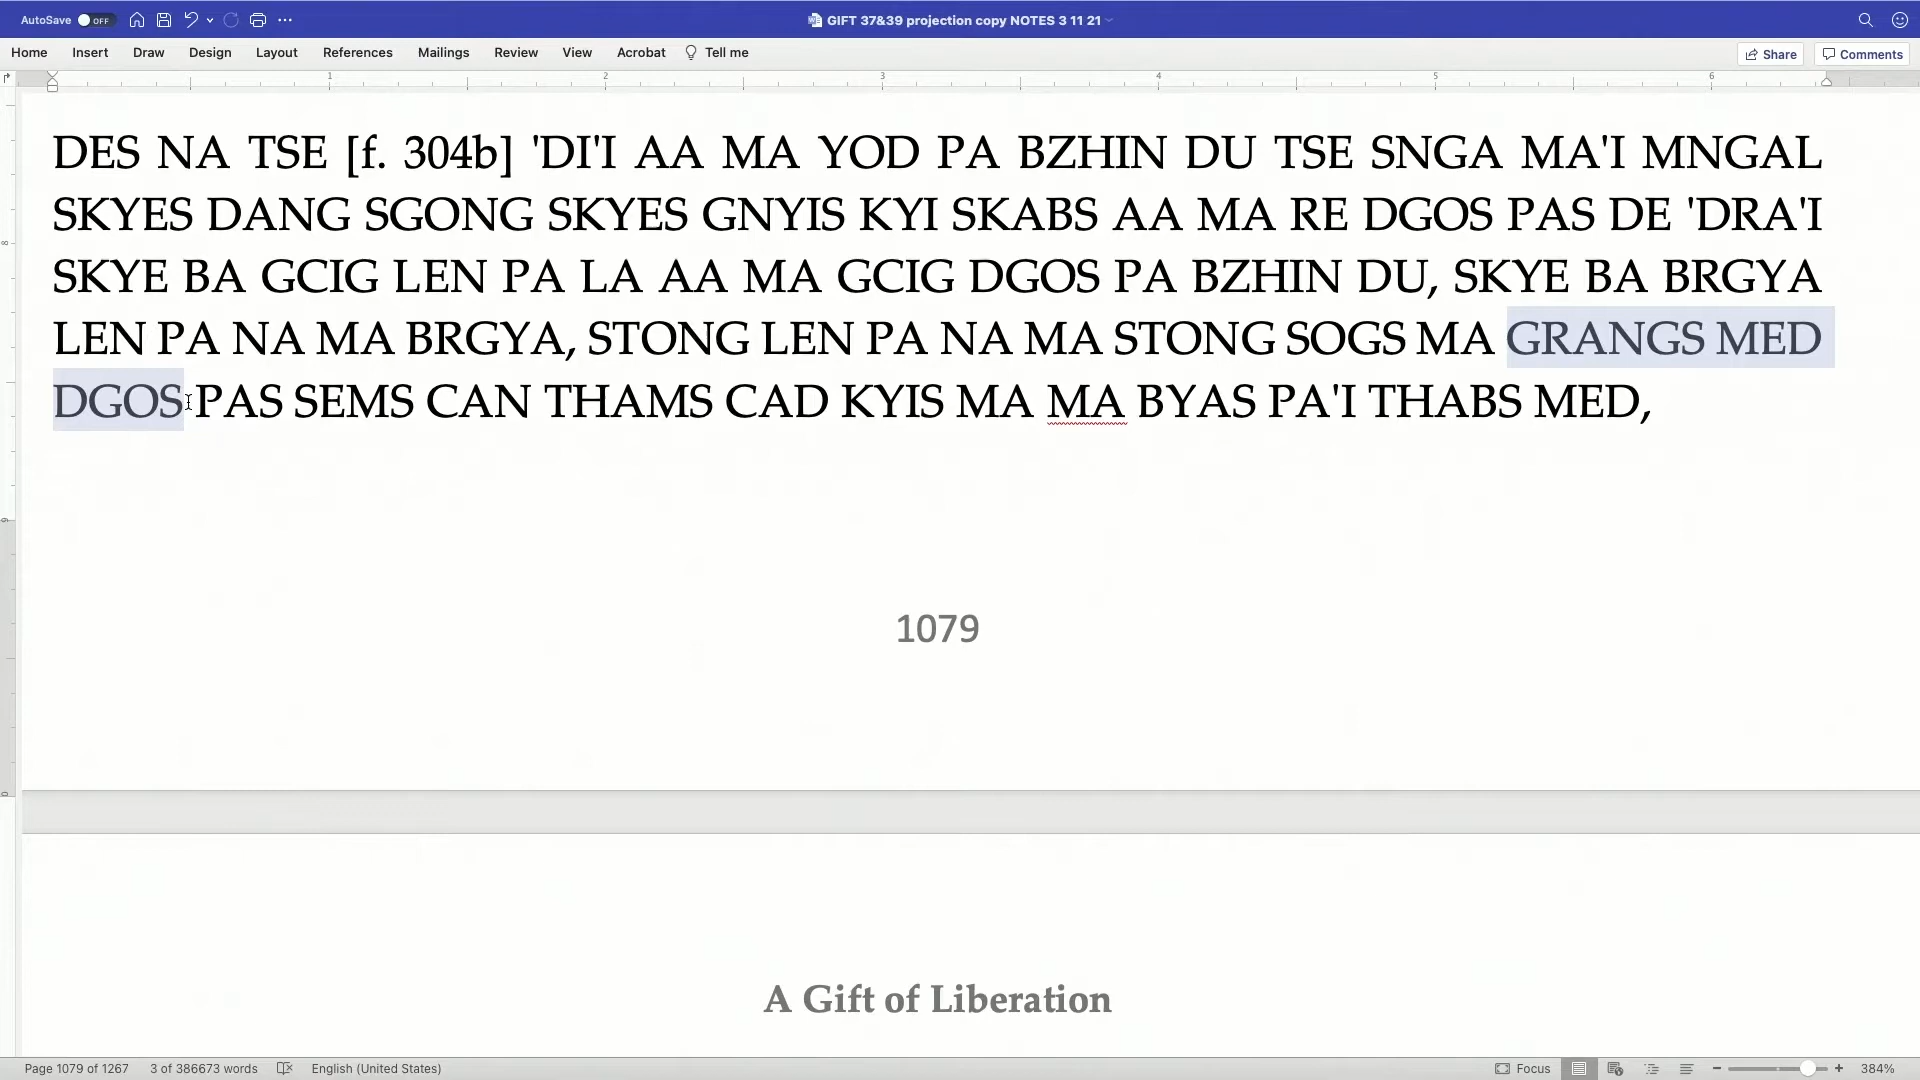 AutoSave OFF
GIFT 37&39 projection copy NOTES 3 11 21
Home Insert Draw Design Layout References Mailings Review View Acrobat Tell me Share Comments
1 2 3 4 5 6
DES NA TSE [f. 304b] 'DI'I AA MA YOD PA BZHIN DU TSE SNGA MA'I MNGAL
SKYES DANG SGONG SKYES GNYIS KYI SKABS AA MA RE DGOS PAS DE 'DRA'I
SKYE BA GCIG LEN PA LA AA MA GCIG DGOS PA BZHIN DU, SKYE BA BRGYA
LEN PA NA MA BRGYA, STONG LEN PA NA MA STONG SOGS MA GRANGS MED
DGOS PAS SEMS CAN THAMS CAD KYIS MA MA BYAS PA'I THABS MED,
1079
A Gift of Liberation
Page 1079 of 1267 3 of 386673 words English (United States) Focus 384%